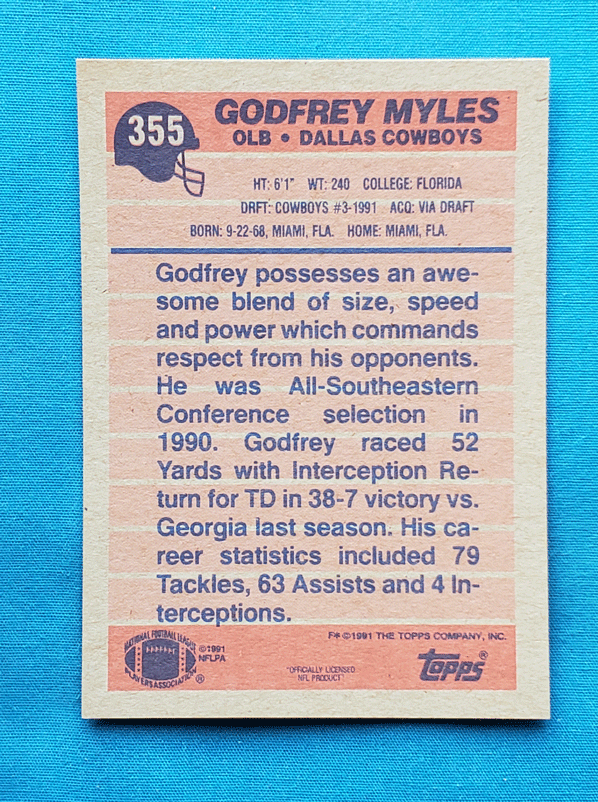 355
GODFREY MYLES
OLB • DALLAS COWBOYS
HT: 6'1" WT: 240 COLLEGE: FLORIDA
DRFT: COWBOYS #3-1991 ACQ: VIA DRAFT
BORN: 9-22-68, MIAMI, FLA. HOME: MIAMI, FLA.
Godfrey possesses an awe-
some blend of size, speed
and power which commands
respect from his opponents.
He was All-Southeastern
Conference selection in
1990. Godfrey raced 52
Yards with Interception Re-
turn for TD in 38-7 victory vs.
Georgia last season. His ca-
reer statistics included 79
Tackles, 63 Assists and 4 In-
terceptions.
NATIONAL FOOTBALL LEAGUE
PLAYERS ASSOCIATION ®
©1991
NFLPA
"OFFICIALLY LICENSED
NFL PRODUCT"
F* ©1991 THE TOPPS COMPANY, INC.
Topps ®